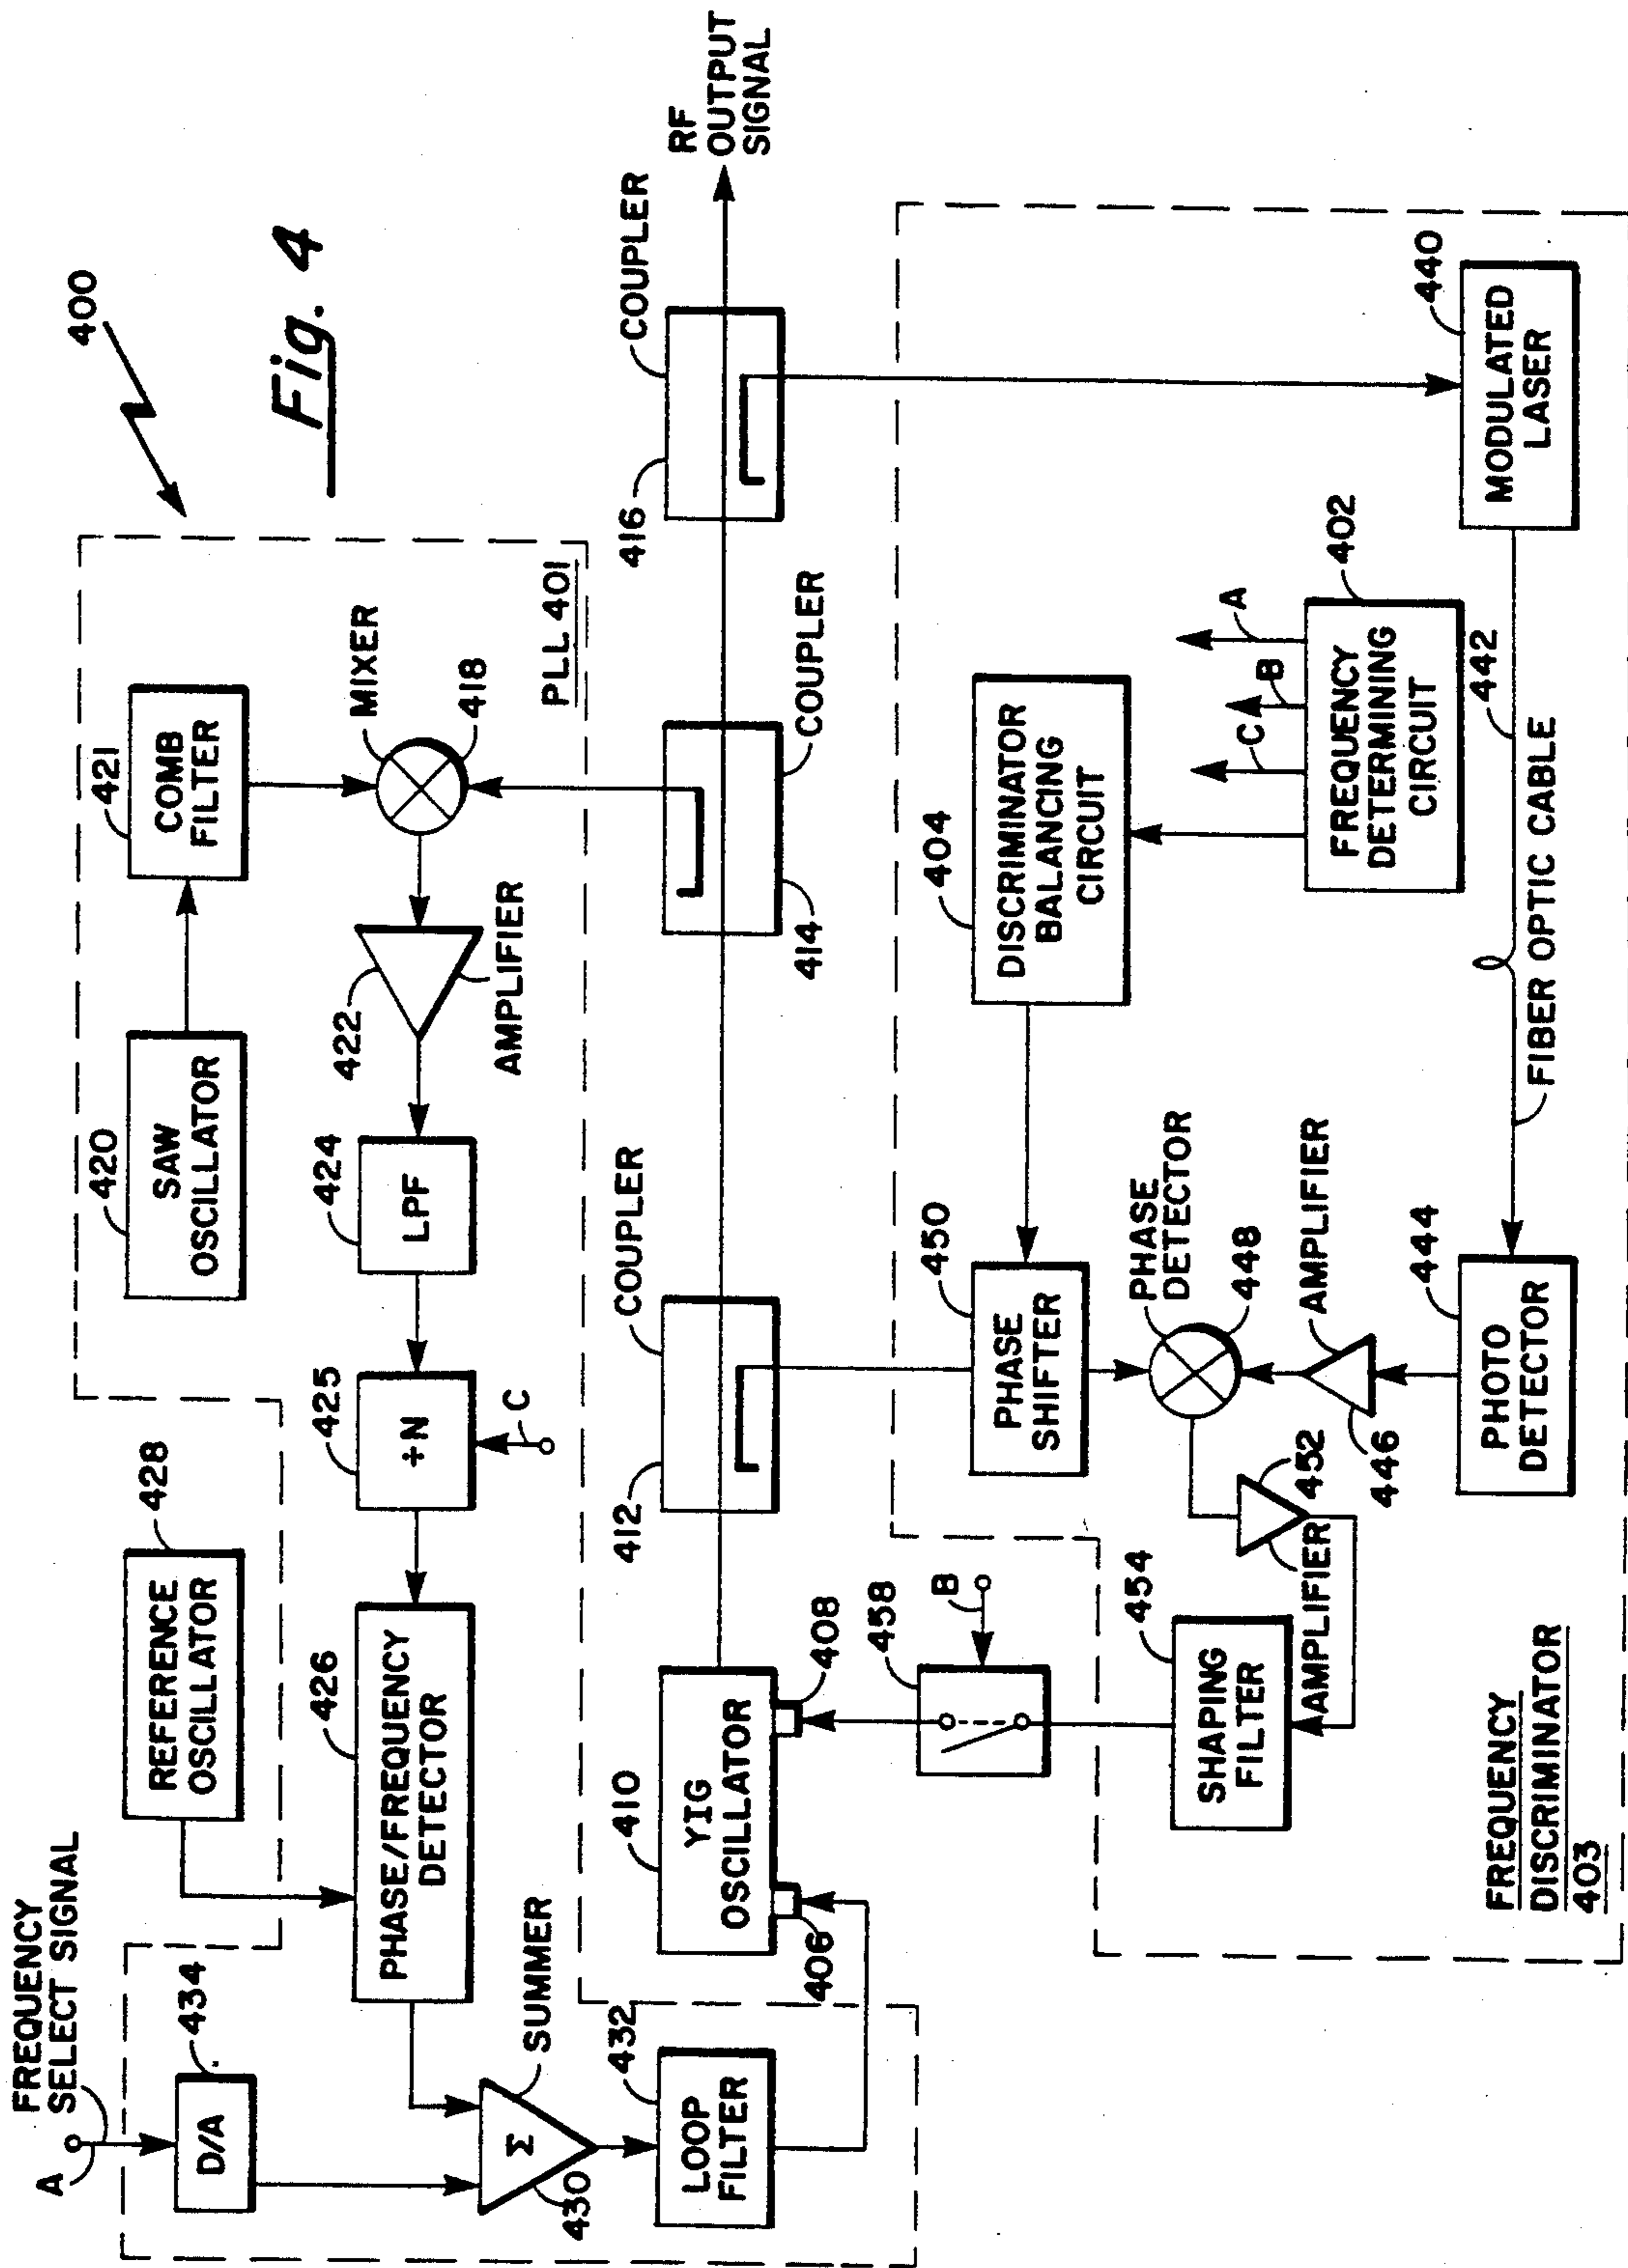 400
Fig. 4
FREQUENCY
SELECT SIGNAL
A
434
D/A
REFERENCE
OSCILLATOR
428
420
SAW
OSCILLATOR
421
COMB
FILTER
MIXER
418
PLL 401
426
PHASE/FREQUENCY
DETECTOR
425
÷N
C
424
LPF
422
AMPLIFIER
SUMMER
Σ
430
432
LOOP
FILTER
410
YIG
OSCILLATOR
406
408
412
COUPLER
414
COUPLER
416
COUPLER
RF
OUTPUT
SIGNAL
458
B
450
PHASE
SHIFTER
404
DISCRIMINATOR
BALANCING
CIRCUIT
C
B
A
402
FREQUENCY
DETERMINING
CIRCUIT
PHASE
DETECTOR
448
AMPLIFIER
446
452
AMPLIFIER
454
SHAPING
FILTER
444
PHOTO
DETECTOR
442
FIBER OPTIC CABLE
440
MODULATED
LASER
FREQUENCY
DISCRIMINATOR
403